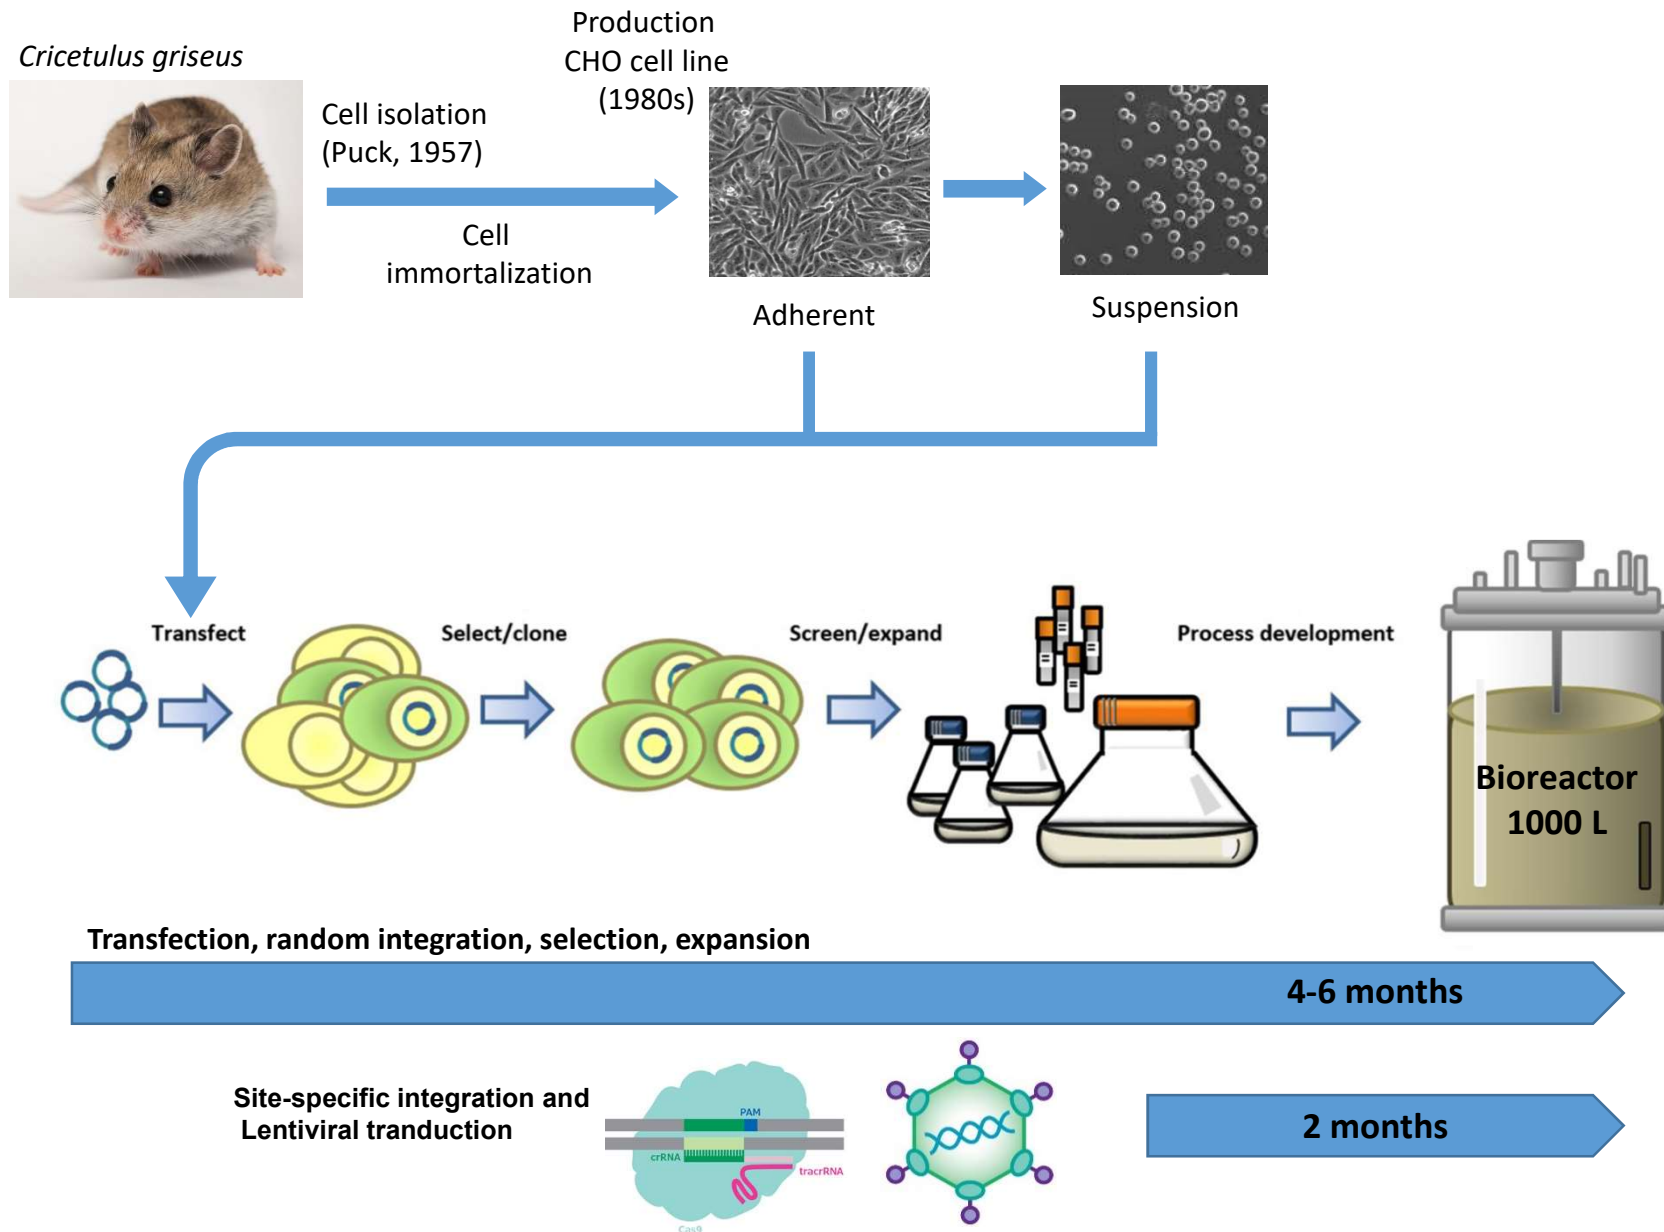 Cricetulus griseus
Cell isolation
(Puck, 1957)
Cell
immortalization
Production
CHO cell line
(1980s)
Adherent
Suspension
Transfect
Select/clone
Screen/expand
Process development
Bioreactor
1000 L
Transfection, random integration, selection, expansion
4-6 months
Site-specific integration and
Lentiviral tranduction
PAM
crRNA
tracrRNA
Cas9
2 months